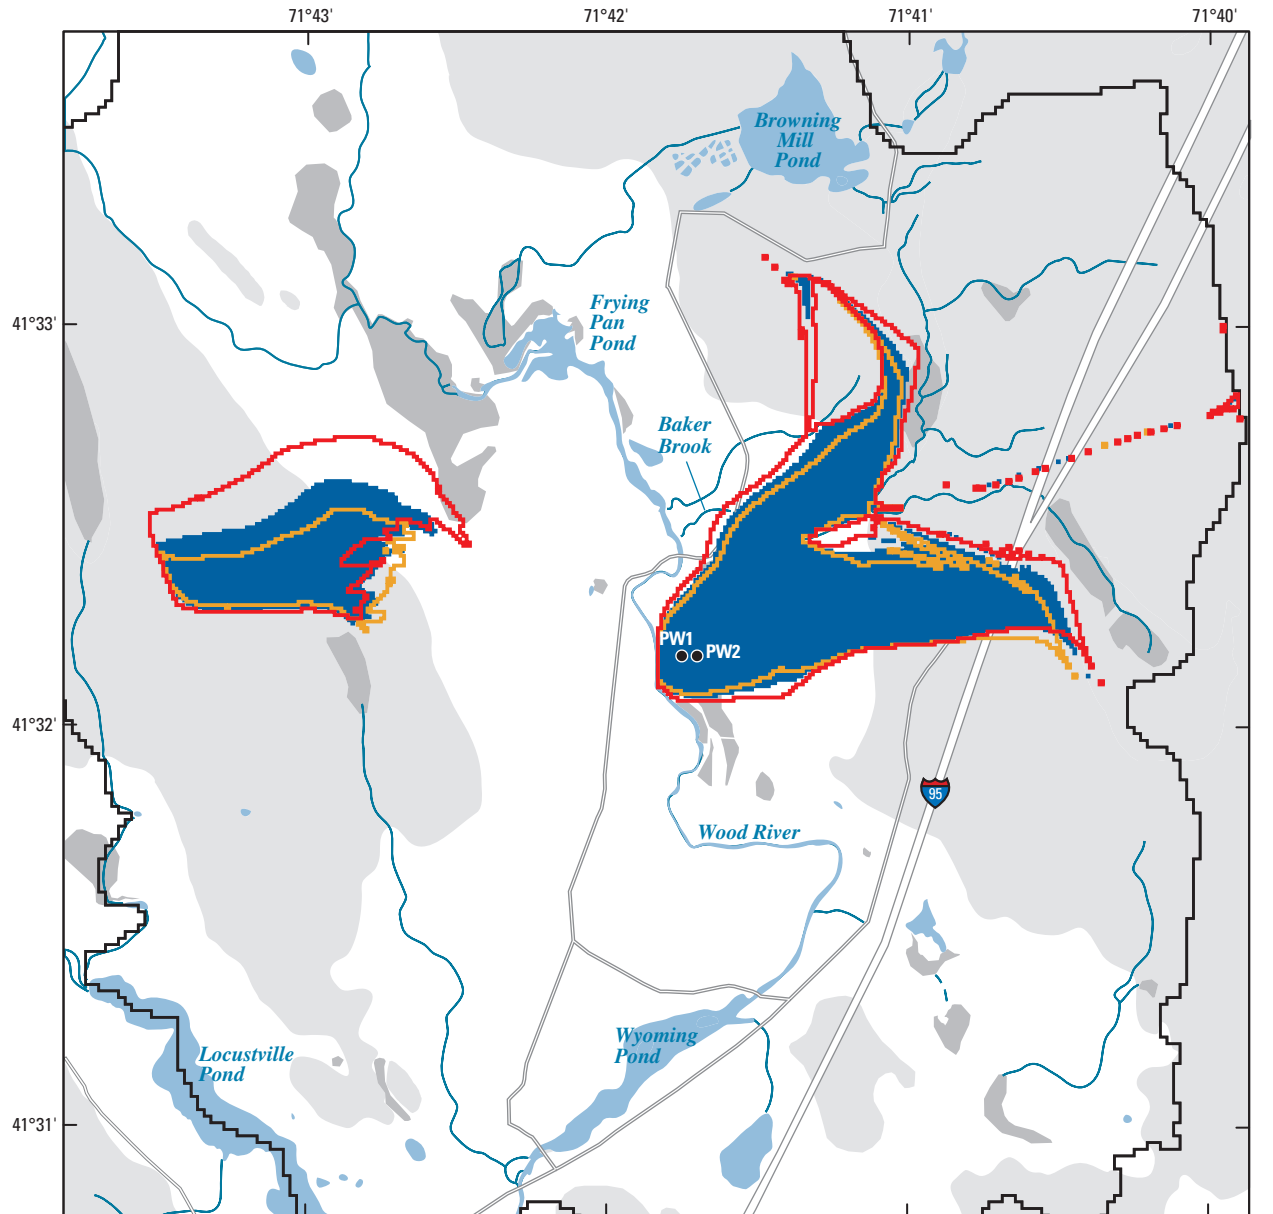 71°43'
71°42'
71°41'
71°40'
Browning
Mill
Pond
41°33'
Frying
Pan
Pond
Baker
Brook
PW1
PW2
41°32'
95
Wood River
Wyoming
Pond
Locustville
Pond
41°31'